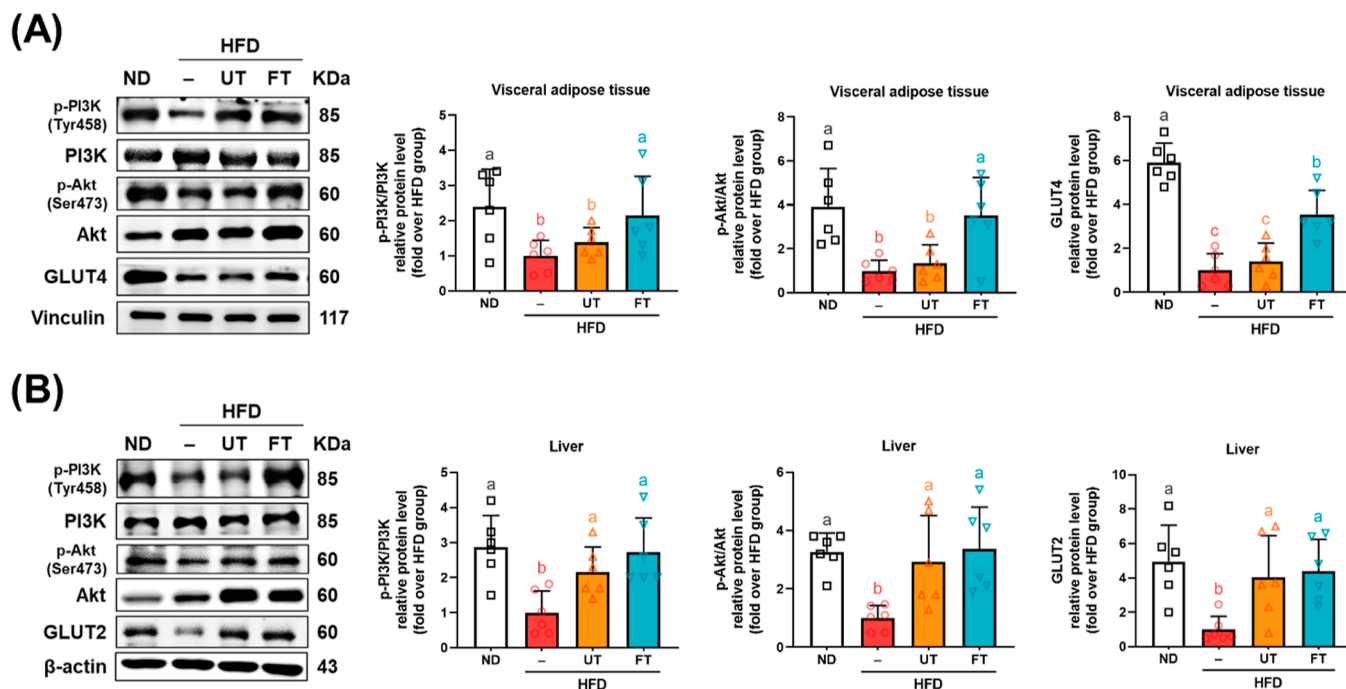 (A)
HFD
ND – UT FT KDa
p-PI3K
(Tyr458)
85
PI3K 85
p-Akt
(Ser473)
60
Akt 60
GLUT4 60
Vinculin 117
Visceral adipose tissue
p-PI3K/PI3K
relative protein level
(fold over HFD group)
5
4
3
2
1
0
a b b a
ND – UT FT
HFD
Visceral adipose tissue
p-Akt/Akt
relative protein level
(fold over HFD group)
8
6
4
2
0
a b b a
ND – UT FT
HFD
Visceral adipose tissue
GLUT4
relative protein level
(fold over HFD group)
8
6
4
2
0
a c c b
ND – UT FT
HFD
(B)
HFD
ND – UT FT KDa
p-PI3K
(Tyr458)
85
PI3K 85
p-Akt
(Ser473)
60
Akt 60
GLUT2 60
β-actin 43
Liver
p-PI3K/PI3K
relative protein level
(fold over HFD group)
5
4
3
2
1
0
a b a a
ND – UT FT
HFD
Liver
p-Akt/Akt
relative protein level
(fold over HFD group)
6
4
2
0
a b a a
ND – UT FT
HFD
Liver
GLUT2
relative protein level
(fold over HFD group)
10
8
6
4
2
0
a b a a
ND – UT FT
HFD